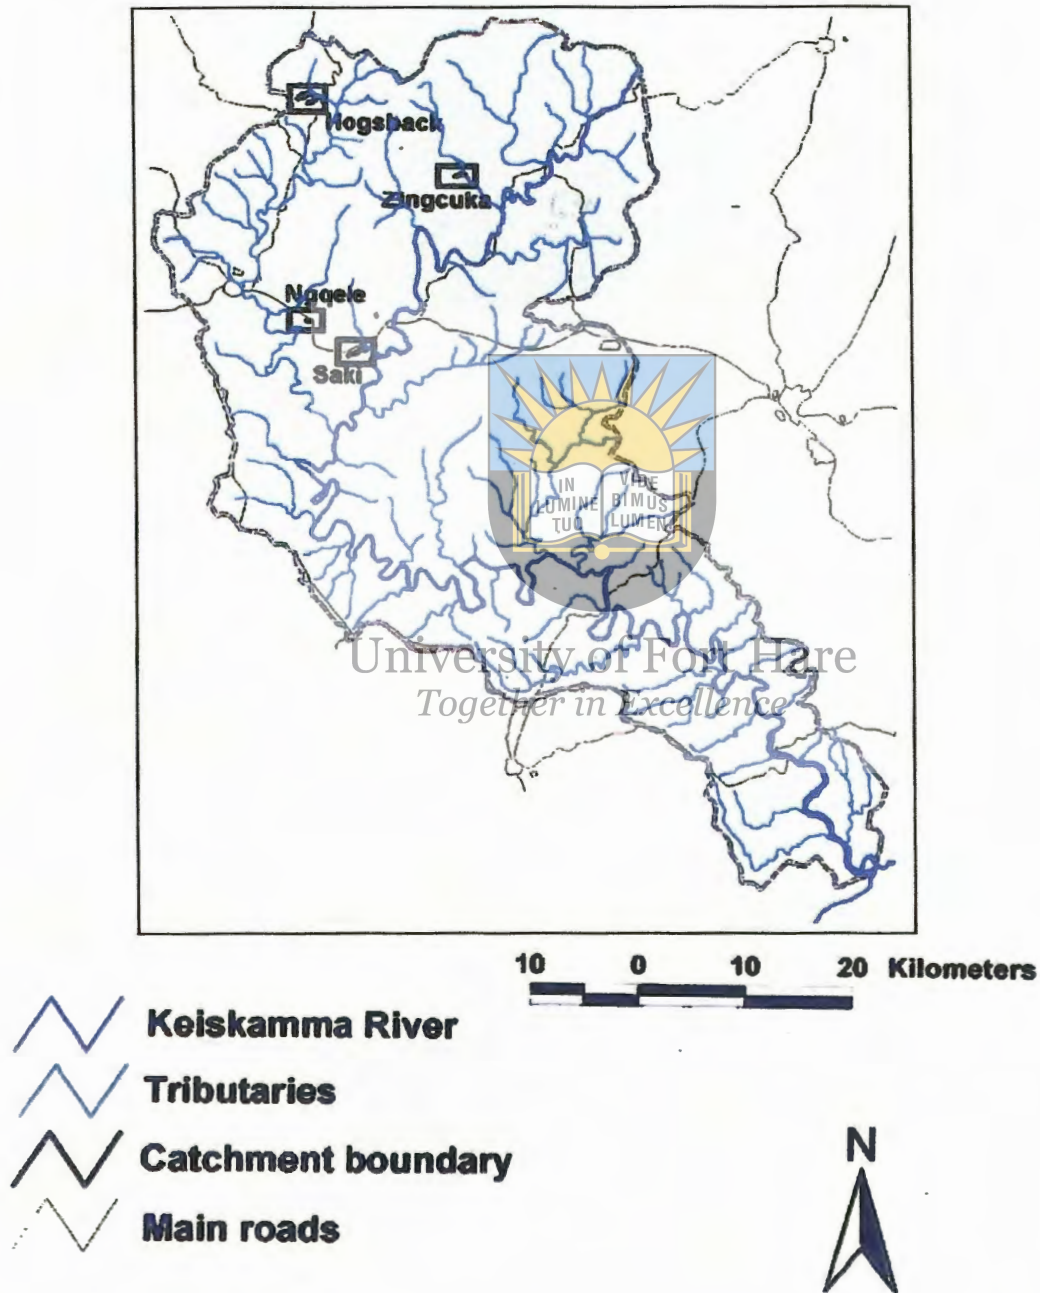 Hogsback
Zingcuka
Nqqele
Saki
IN
LUMINE
TUO
VIDE
BIMUS
LUMEN
University of Fort Hare
Together in Excellence
10 0 10 20 Kilometers
Keiskamma River
Tributaries
Catchment boundary
Main roads
N